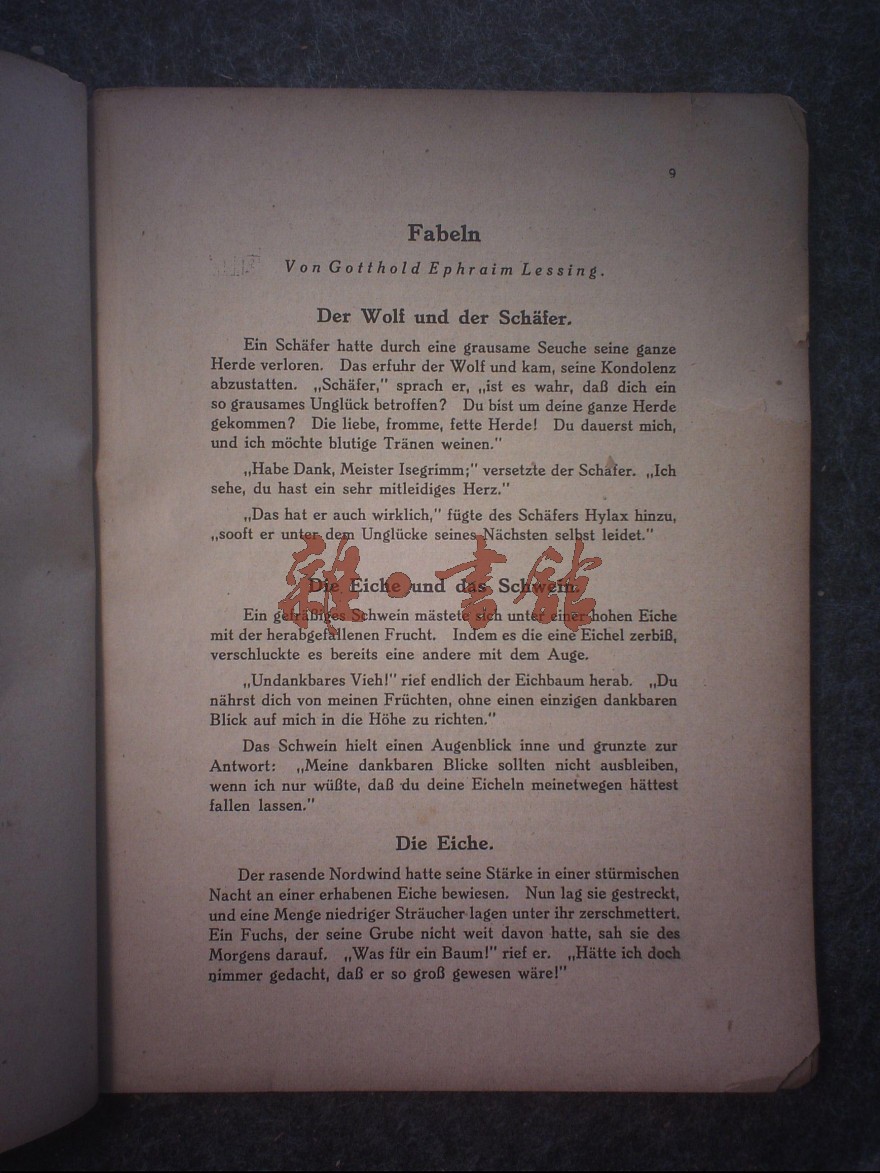 9
Fabeln
Von Gotthold Ephraim Lessing.
Der Wolf und der Schäfer.
Ein Schäfer hatte durch eine grausame Seuche seine ganze
Herde verloren. Das erfuhr der Wolf und kam, seine Kondolenz
abzustatten. „Schäfer,” sprach er, „ist es wahr, daß dich ein
so grausames Unglück betroffen? Du bist um deine ganze Herde
gekommen? Die liebe, fromme, fette Herde! Du dauerst mich,
und ich möchte blutige Tränen weinen.”
„Habe Dank, Meister Isegrimm;” versetzte der Schäfer. „Ich
sehe, du hast ein sehr mitleidiges Herz.”
„Das hat er auch wirklich,” fügte des Schäfers Hylax hinzu,
„sooft er unter dem Unglücke seines Nächsten selbst leidet.”
雜·書館
Die Eiche und das Schwein.
Ein gefräßiges Schwein mästete sich unter einer hohen Eiche
mit der herabgefallenen Frucht. Indem es die eine Eichel zerbiß,
verschluckte es bereits eine andere mit dem Auge.
„Undankbares Vieh!” rief endlich der Eichbaum herab. „Du
nährst dich von meinen Früchten, ohne einen einzigen dankbaren
Blick auf mich in die Höhe zu richten.”
Das Schwein hielt einen Augenblick inne und grunzte zur
Antwort: „Meine dankbaren Blicke sollten nicht ausbleiben,
wenn ich nur wüßte, daß du deine Eicheln meinetwegen hättest
fallen lassen.”
Die Eiche.
Der rasende Nordwind hatte seine Stärke in einer stürmischen
Nacht an einer erhabenen Eiche bewiesen. Nun lag sie gestreckt,
und eine Menge niedriger Sträucher lagen unter ihr zerschmettert.
Ein Fuchs, der seine Grube nicht weit davon hatte, sah sie des
Morgens darauf. „Was für ein Baum!” rief er. „Hätte ich doch
nimmer gedacht, daß er so groß gewesen wäre!”